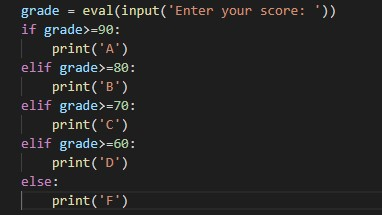 grade = eval(input('Enter your score: '))
if grade>=90:
    print('A')
elif grade>=80:
    print('B')
elif grade>=70:
    print('C')
elif grade>=60:
    print('D')
else:
    print('F')